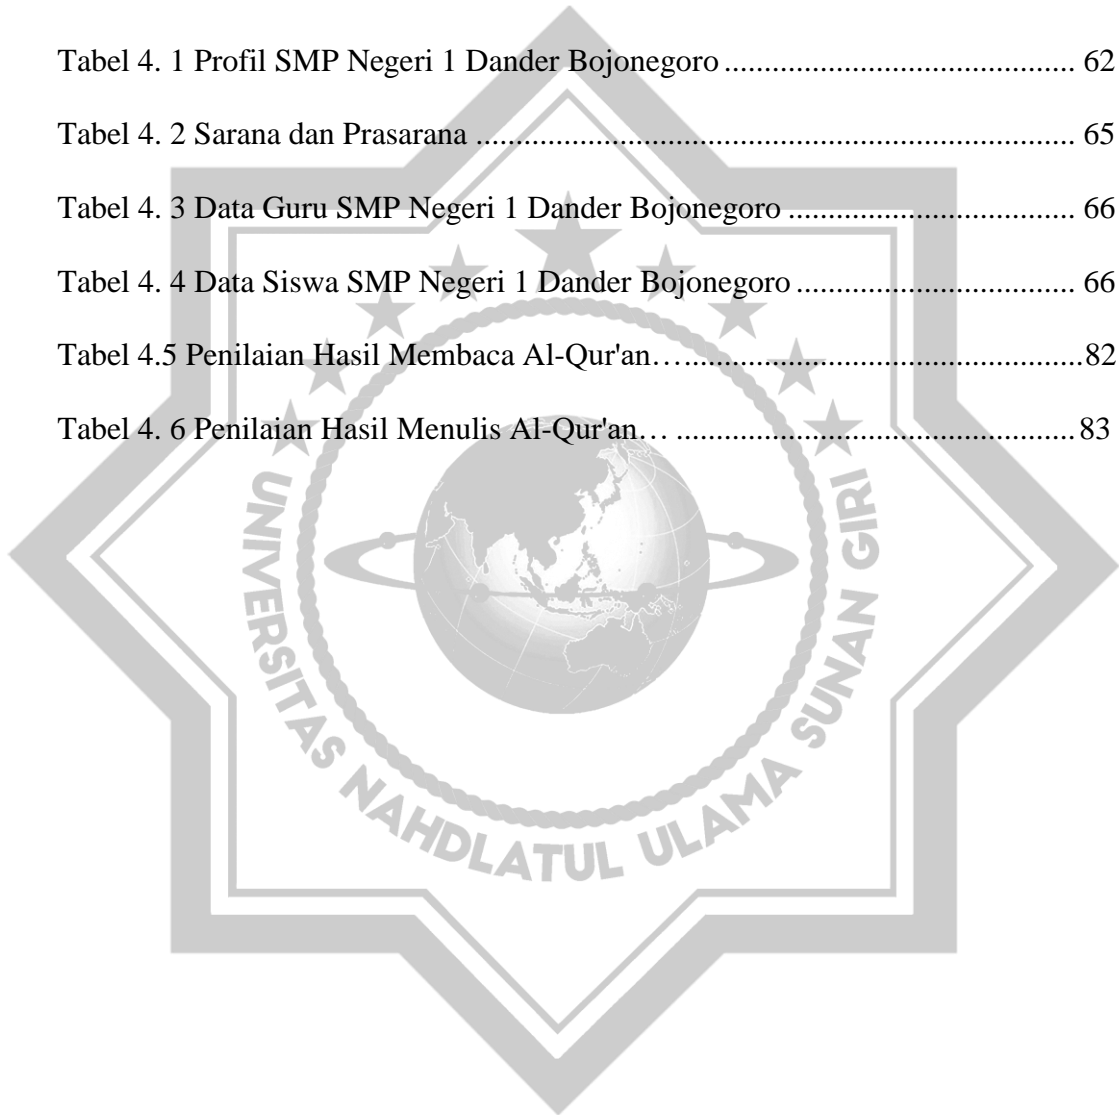 Tabel 4. 1 Profil SMP Negeri 1 Dander Bojonegoro ........................................... 62
Tabel 4. 2 Sarana dan Prasarana ......................................................................... 65
Tabel 4. 3 Data Guru SMP Negeri 1 Dander Bojonegoro ................................... 66
Tabel 4. 4 Data Siswa SMP Negeri 1 Dander Bojonegoro .................................. 66
Tabel 4.5 Penilaian Hasil Membaca Al-Qur'an…................................................82
Tabel 4. 6 Penilaian Hasil Menulis Al-Qur'an… .................................................83
UNIVERSITAS NAHDLATUL ULAMA SUNAN GIRI